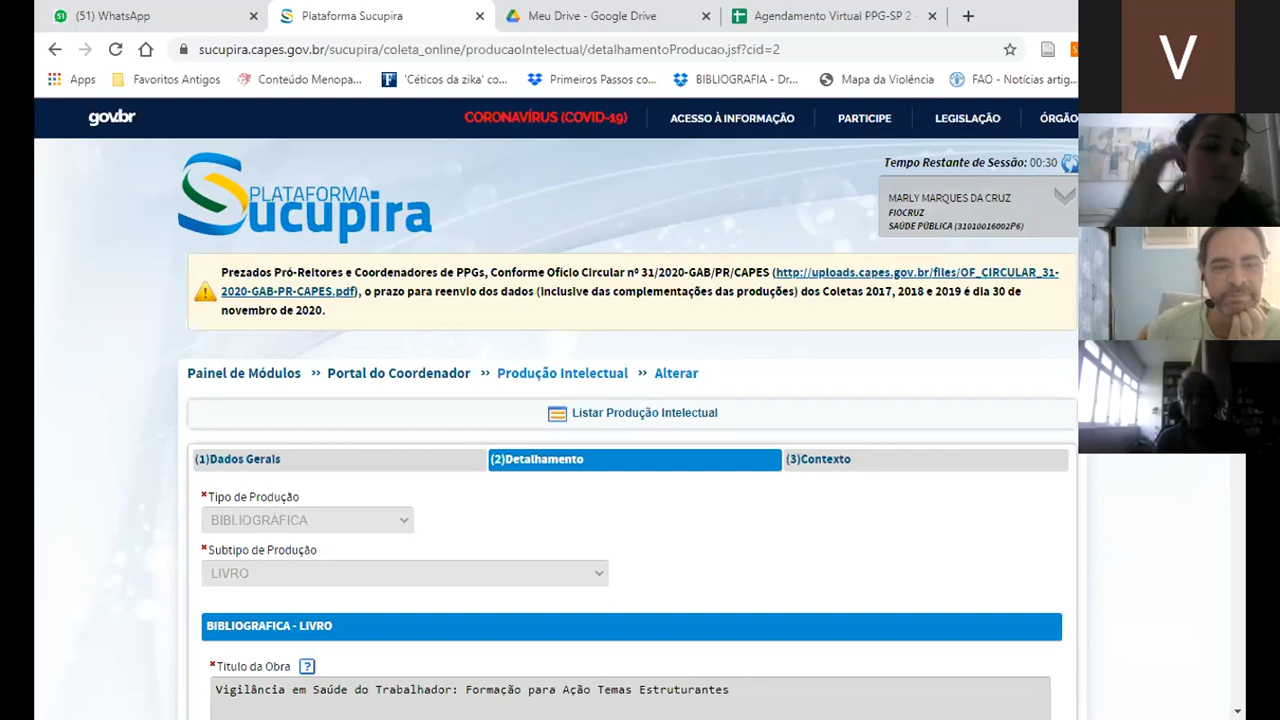 (51) WhatsApp
Plataforma Sucupira
Meu Drive - Google Drive
Agendamento Virtual PPG-SP 2 -
sucupira.capes.gov.br/sucupira/coleta_online/producaoIntelectual/detalhamentoProducao.jsf?cid=2
Apps
Favoritos Antigos
Conteúdo Menopa...
'Céticos da zika' co...
Primeiros Passos co...
BIBLIOGRAFIA - Dr...
Mapa da Violência
FAO - Notícias artig...
V
gov.br
CORONAVÍRUS (COVID-19)
ACESSO À INFORMAÇÃO
PARTICIPE
LEGISLAÇÃO
ÓRGÃO
PLATAFORMA
Sucupira
Tempo Restante de Sessão: 00:30
MARLY MARQUES DA CRUZ
FIOCRUZ
SAÚDE PÚBLICA (31010016002P6)
Prezados Pró-Reitores e Coordenadores de PPGs, Conforme Ofício Circular nº 31/2020-GAB/PR/CAPES (http://uploads.capes.gov.br/files/OF_CIRCULAR_31-
2020-GAB-PR-CAPES.pdf), o prazo para reenvio dos dados (inclusive das complementações das produções) dos Coletas 2017, 2018 e 2019 é dia 30 de
novembro de 2020.
Painel de Módulos » Portal do Coordenador » Produção Intelectual » Alterar
Listar Produção Intelectual
(1)Dados Gerais
(2)Detalhamento
(3)Contexto
*Tipo de Produção
BIBLIOGRÁFICA
*Subtipo de Produção
LIVRO
BIBLIOGRAFICA - LIVRO
*Título da Obra ?
Vigilância em Saúde do Trabalhador: Formação para Ação Temas Estruturantes